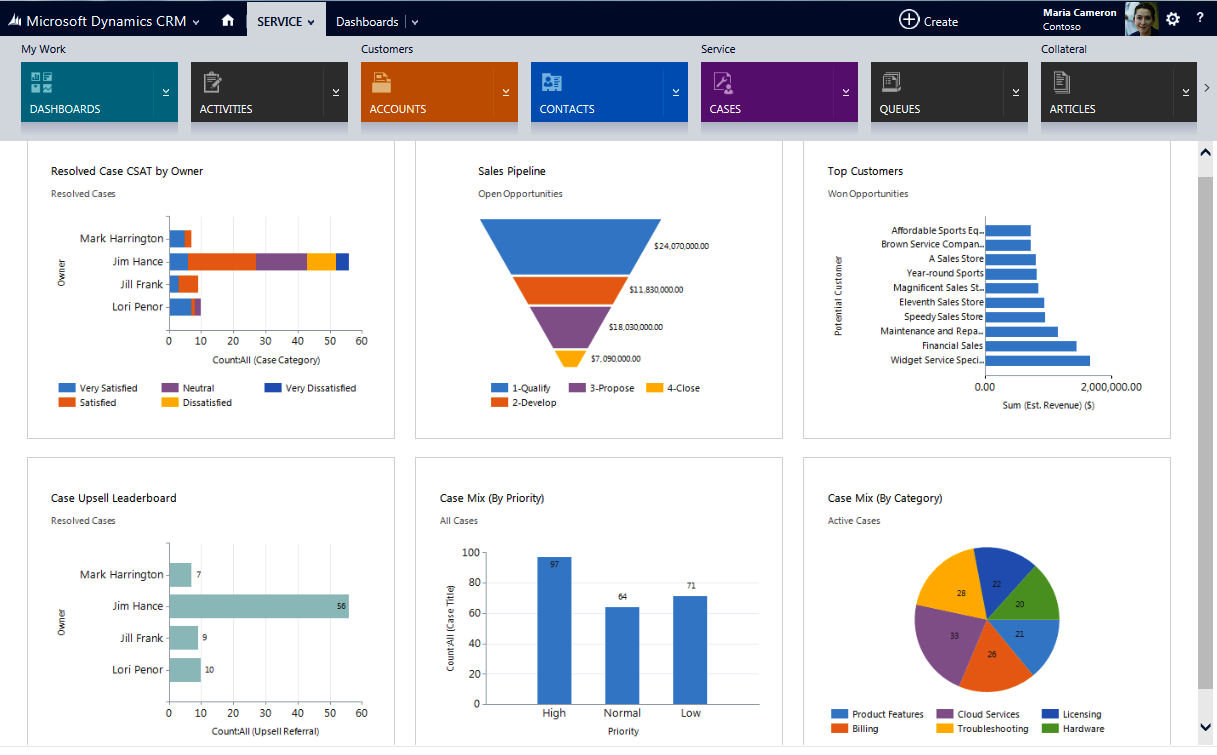 Microsoft Dynamics CRM
SERVICE
Dashboards
Create
Maria Cameron
Contoso
?
My Work
Customers
Service
Collateral
DASHBOARDS
ACTIVITIES
ACCOUNTS
CONTACTS
CASES
QUEUES
ARTICLES
Resolved Case CSAT by Owner
Resolved Cases
Owner
Mark Harrington
Jim Hance
Jill Frank
Lori Penor
0 10 20 30 40 50 60
Count:All (Case Category)
Very Satisfied Neutral Very Dissatisfied
Satisfied Dissatisfied
Sales Pipeline
Open Opportunities
$24,070,000.00
$11,830,000.00
$18,030,000.00
$7,090,000.00
1-Qualify 3-Propose 4-Close
2-Develop
Top Customers
Won Opportunities
Potential Customer
Affordable Sports Eq...
Brown Service Compan...
A Sales Store
Year-round Sports
Magnificent Sales St...
Eleventh Sales Store
Speedy Sales Store
Maintenance and Repa...
Financial Sales
Widget Service Speci...
0.00 2,000,000.00
Sum (Est. Revenue) ($)
Case Upsell Leaderboard
Resolved Cases
Owner
Mark Harrington 7
Jim Hance 56
Jill Frank 9
Lori Penor 10
0 10 20 30 40 50 60
Count:All (Upsell Referral)
Case Mix (By Priority)
All Cases
Count:All (Case Title)
100
80
60
40
20
0
97
64
71
High Normal Low
Priority
Case Mix (By Category)
Active Cases
22
28
20
33
21
26
Product Features Cloud Services Licensing
Billing Troubleshooting Hardware